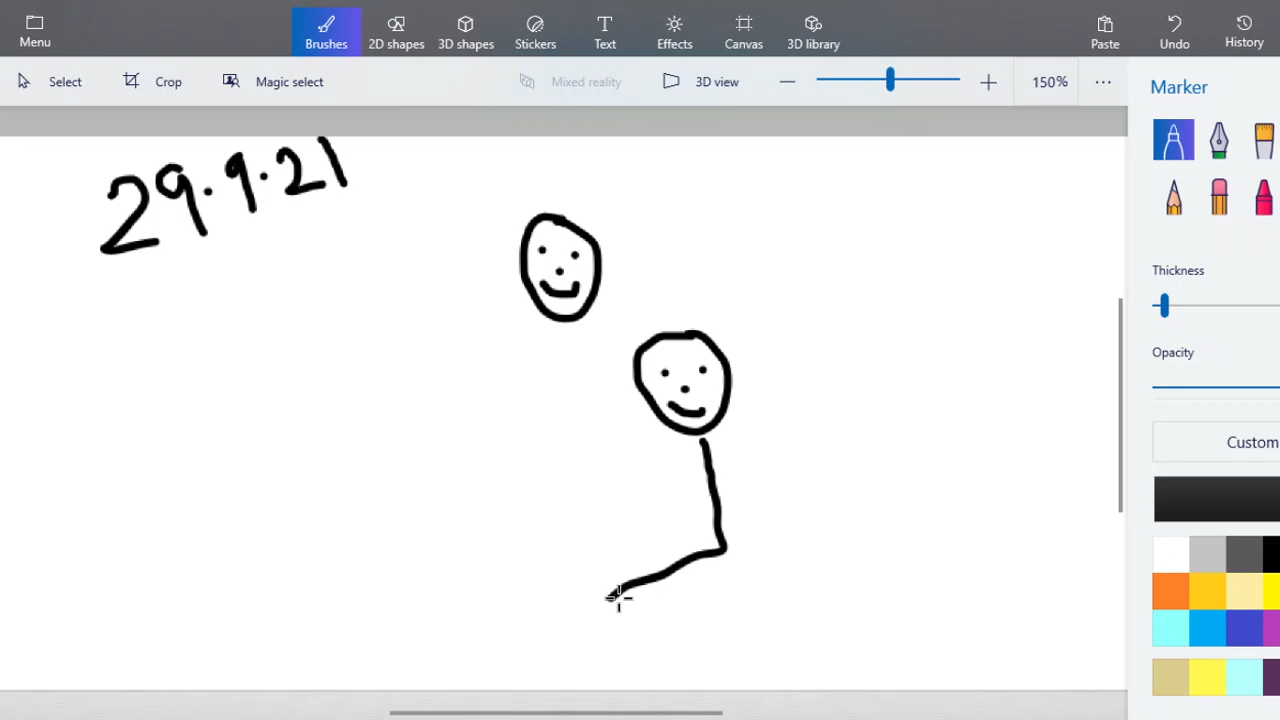 Menu
Brushes
2D shapes
3D shapes
Stickers
Text
Effects
Canvas
3D library
Paste
Undo
History
Select
Crop
Magic select
Mixed reality
3D view
150%
Marker
29.9.21
Thickness
Opacity
Custom